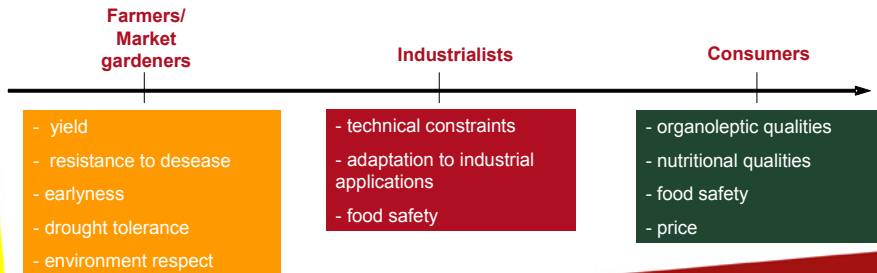 Farmers/
Market
gardeners
Industrialists
Consumers
- yield
- resistance to desease
- earlyness
- drought tolerance
- environment respect
- technical constraints
- adaptation to industrial
applications
- food safety
- organoleptic qualities
- nutritional qualities
- food safety
- price